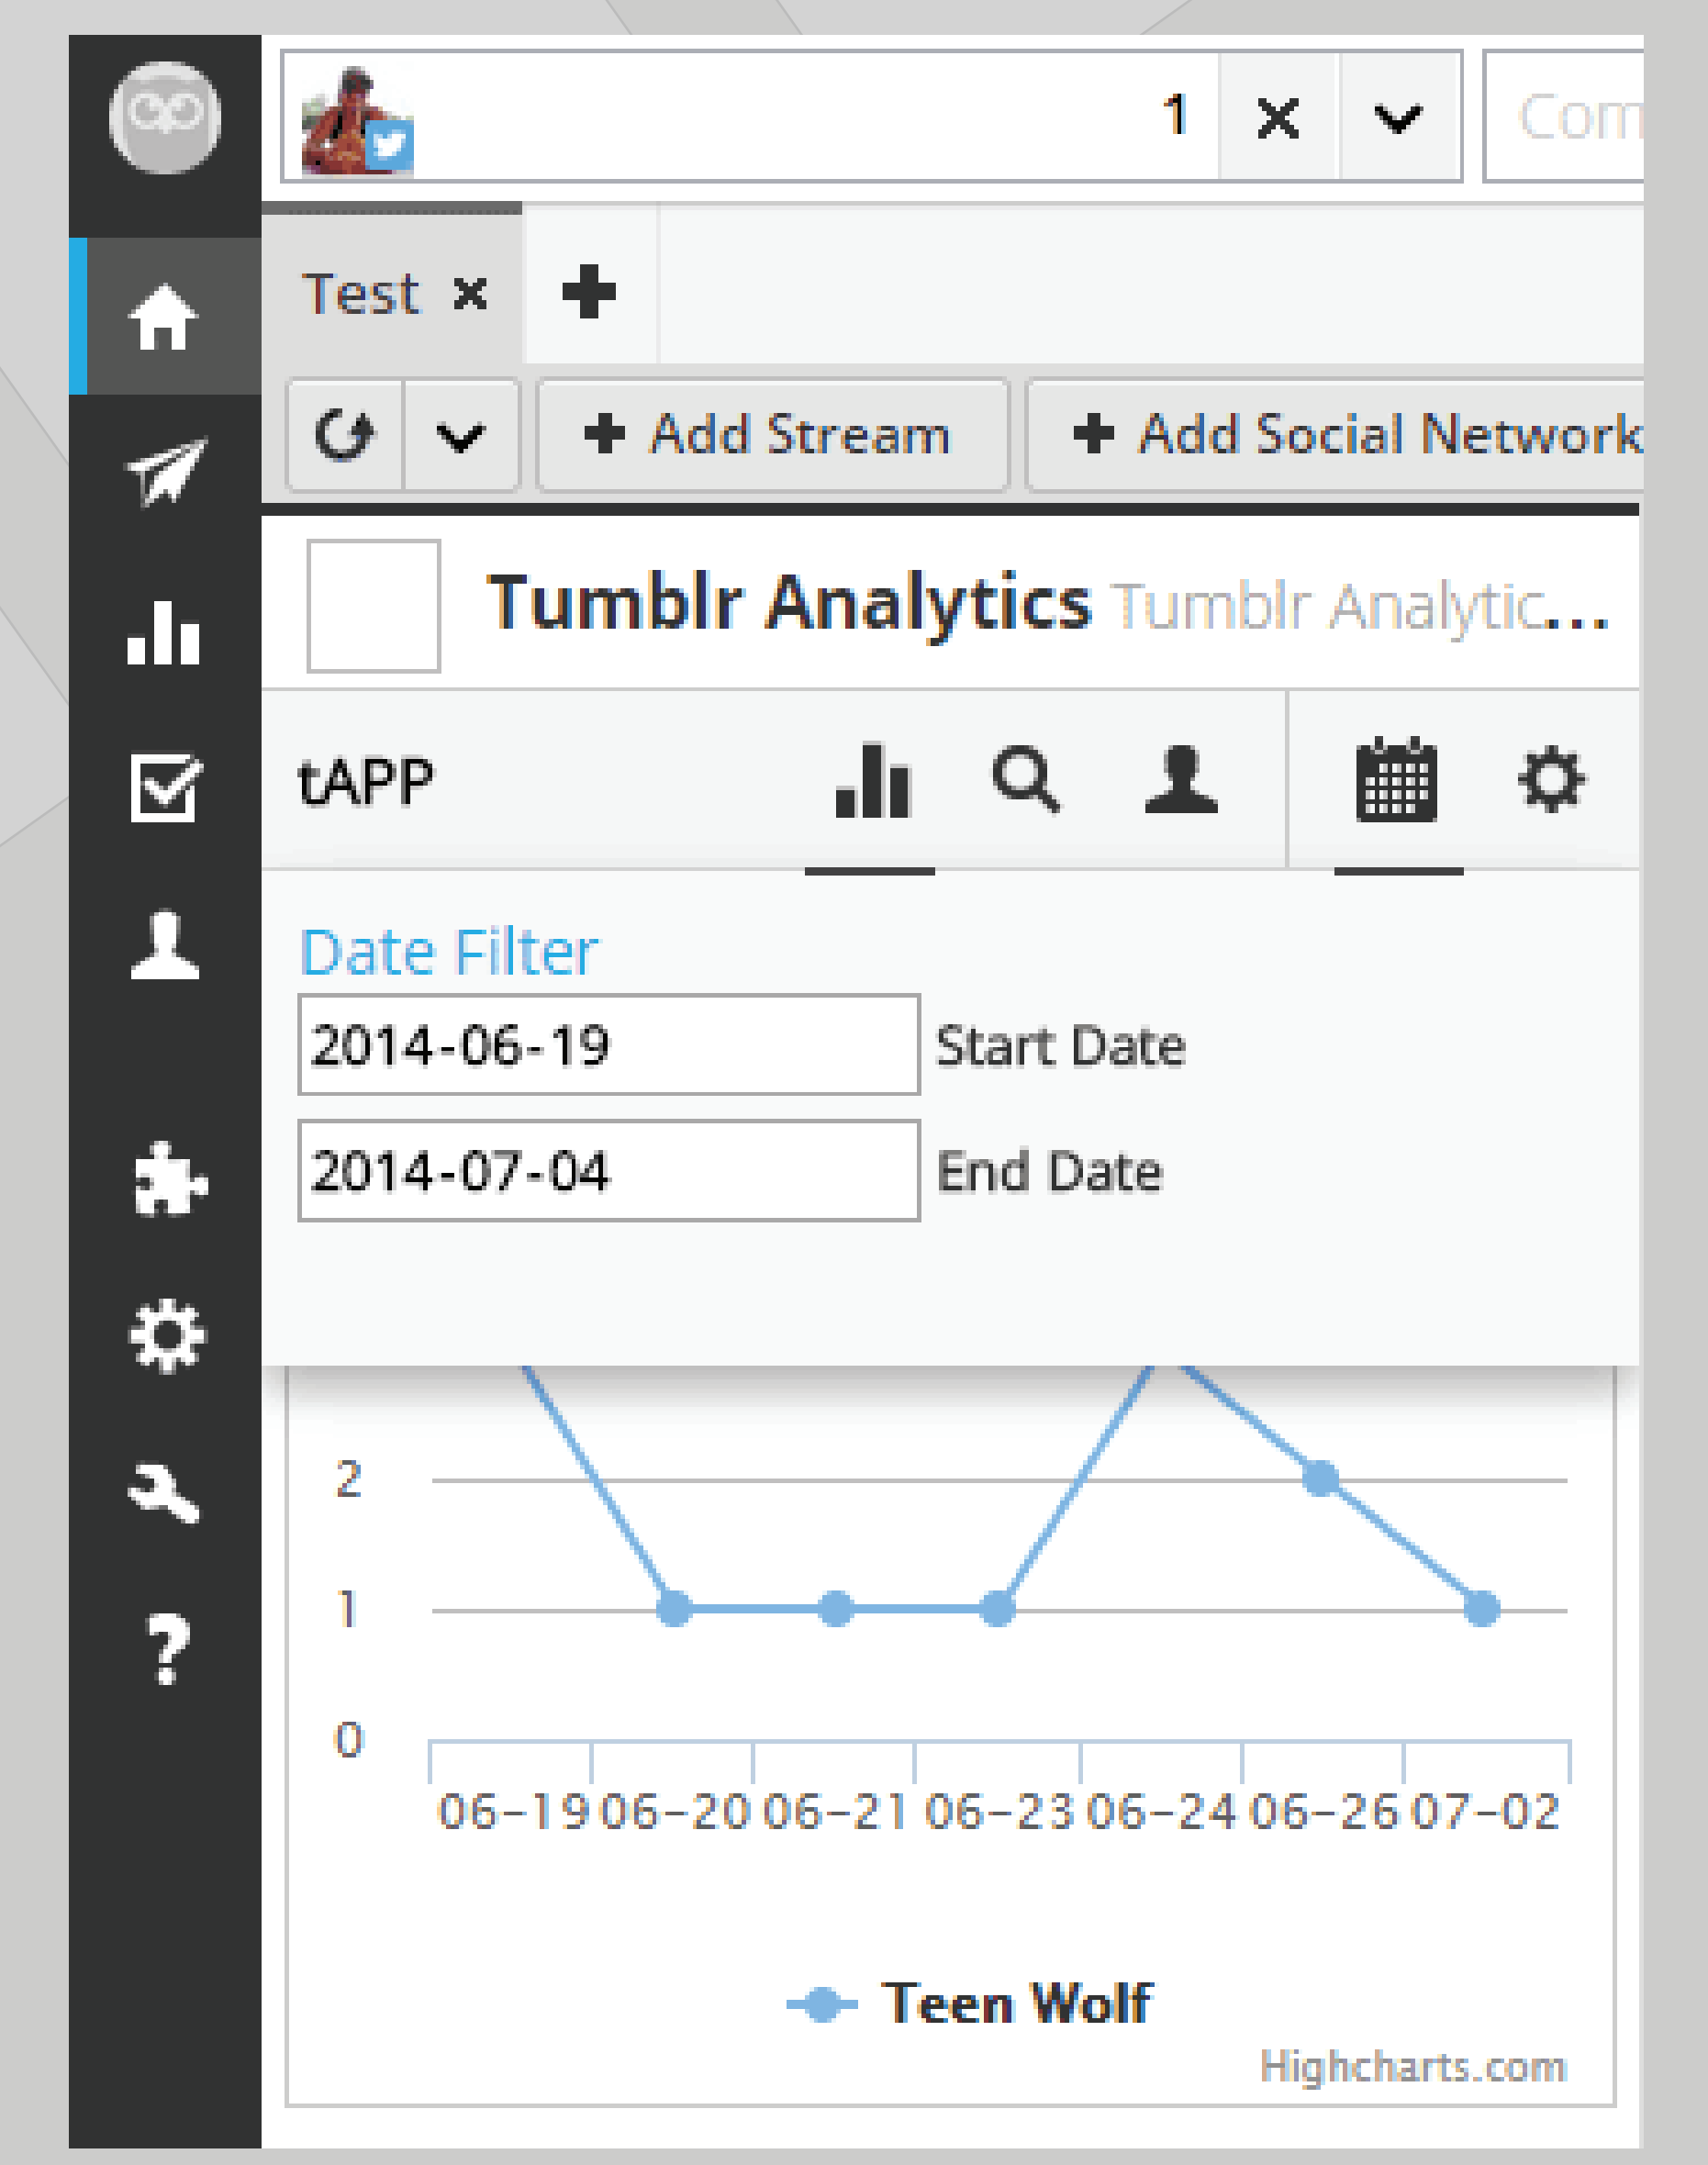 1
Com
Test
Add Stream
Add Social Network
Tumblr Analytics Tumblr Analytic...
tAPP
Date Filter
2014-06-19 Start Date
2014-07-04 End Date
2
1
0
06-19 06-20 06-21 06-23 06-24 06-26 07-02
Teen Wolf
Highcharts.com